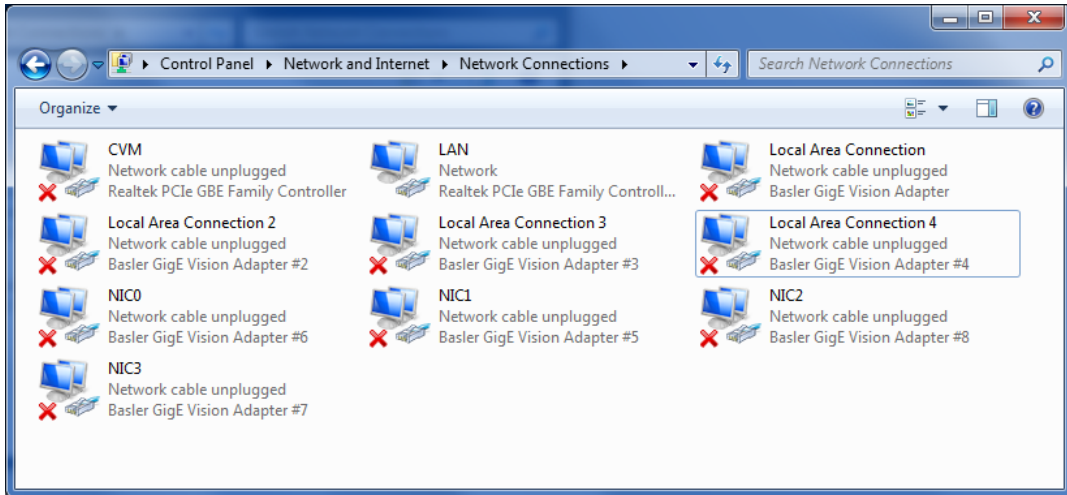 Control Panel ▸ Network and Internet ▸ Network Connections ▸
Search Network Connections
Organize
CVM
Network cable unplugged
Realtek PCIe GBE Family Controller
LAN
Network
Realtek PCIe GBE Family Controll...
Local Area Connection
Network cable unplugged
Basler GigE Vision Adapter
Local Area Connection 2
Network cable unplugged
Basler GigE Vision Adapter #2
Local Area Connection 3
Network cable unplugged
Basler GigE Vision Adapter #3
Local Area Connection 4
Network cable unplugged
Basler GigE Vision Adapter #4
NIC0
Network cable unplugged
Basler GigE Vision Adapter #6
NIC1
Network cable unplugged
Basler GigE Vision Adapter #5
NIC2
Network cable unplugged
Basler GigE Vision Adapter #8
NIC3
Network cable unplugged
Basler GigE Vision Adapter #7